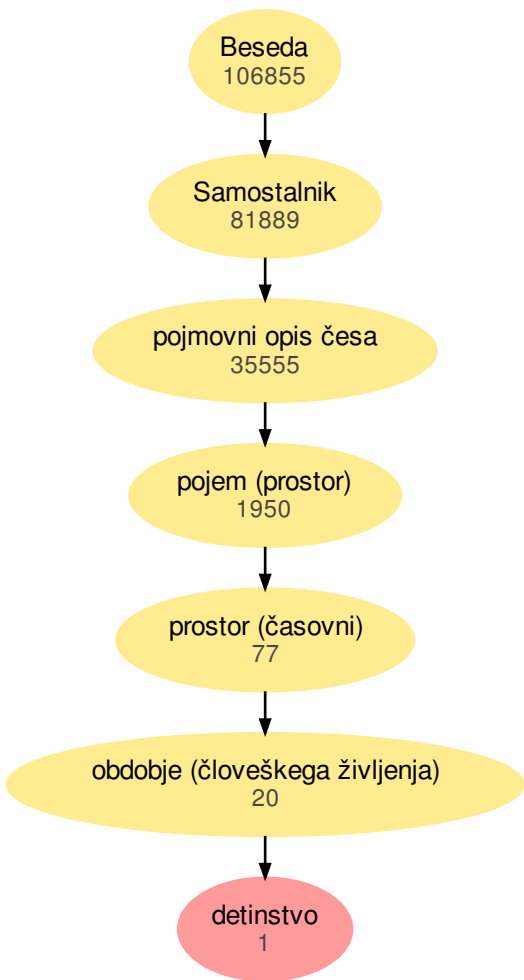 Beseda
106855
Samostalnik
81889
pojmovni opis česa
35555
pojem (prostor)
1950
prostor (časovni)
77
obdobje (človeškega življenja)
20
detinstvo
1